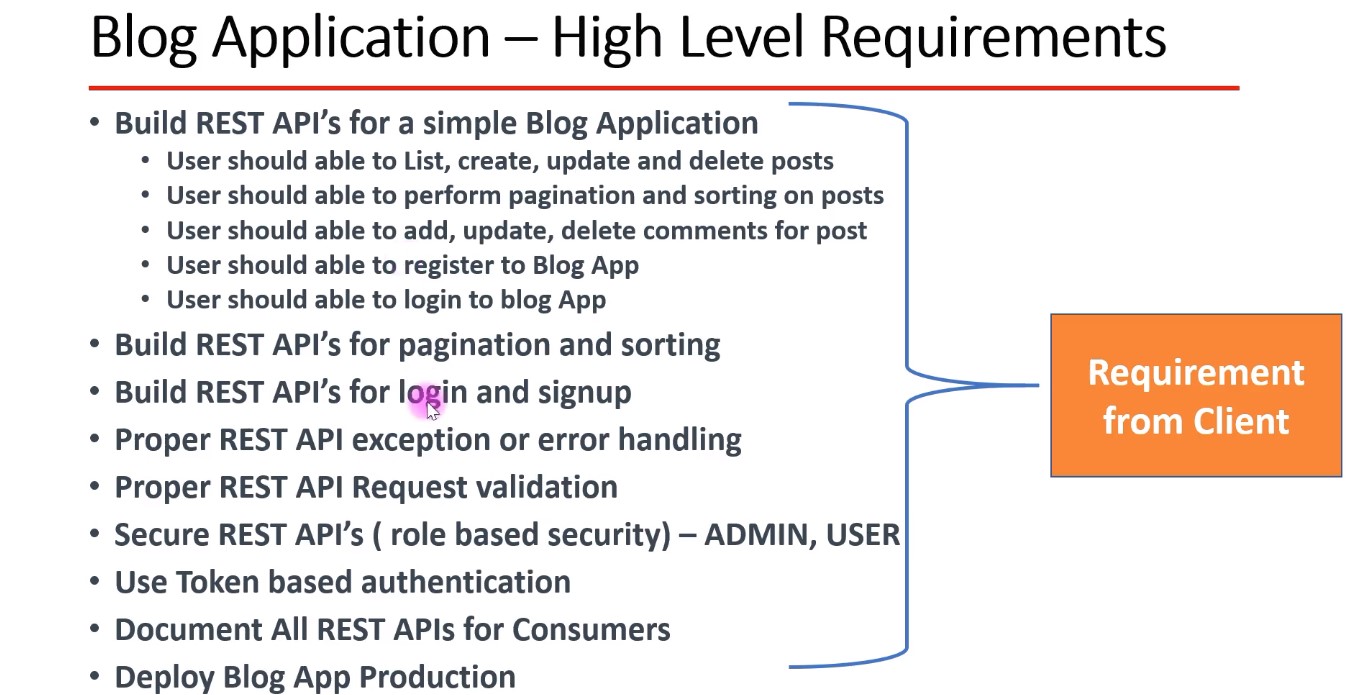 Blog Application – High Level Requirements
• Build REST API’s for a simple Blog Application
• User should able to List, create, update and delete posts
• User should able to perform pagination and sorting on posts
• User should able to add, update, delete comments for post
• User should able to register to Blog App
• User should able to login to blog App
• Build REST API’s for pagination and sorting
• Build REST API’s for login and signup
• Proper REST API exception or error handling
• Proper REST API Request validation
• Secure REST API’s ( role based security) – ADMIN, USER
• Use Token based authentication
• Document All REST APIs for Consumers
• Deploy Blog App Production
Requirement
from Client